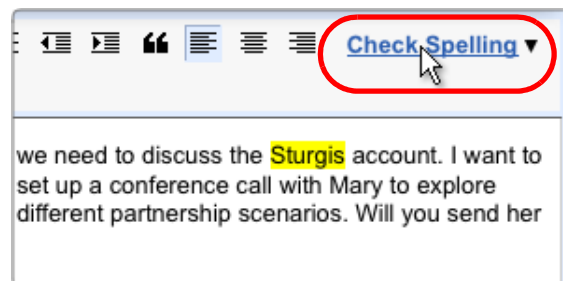 Check Spelling ▼
we need to discuss the Sturgis account. I want to
set up a conference call with Mary to explore
different partnership scenarios. Will you send her